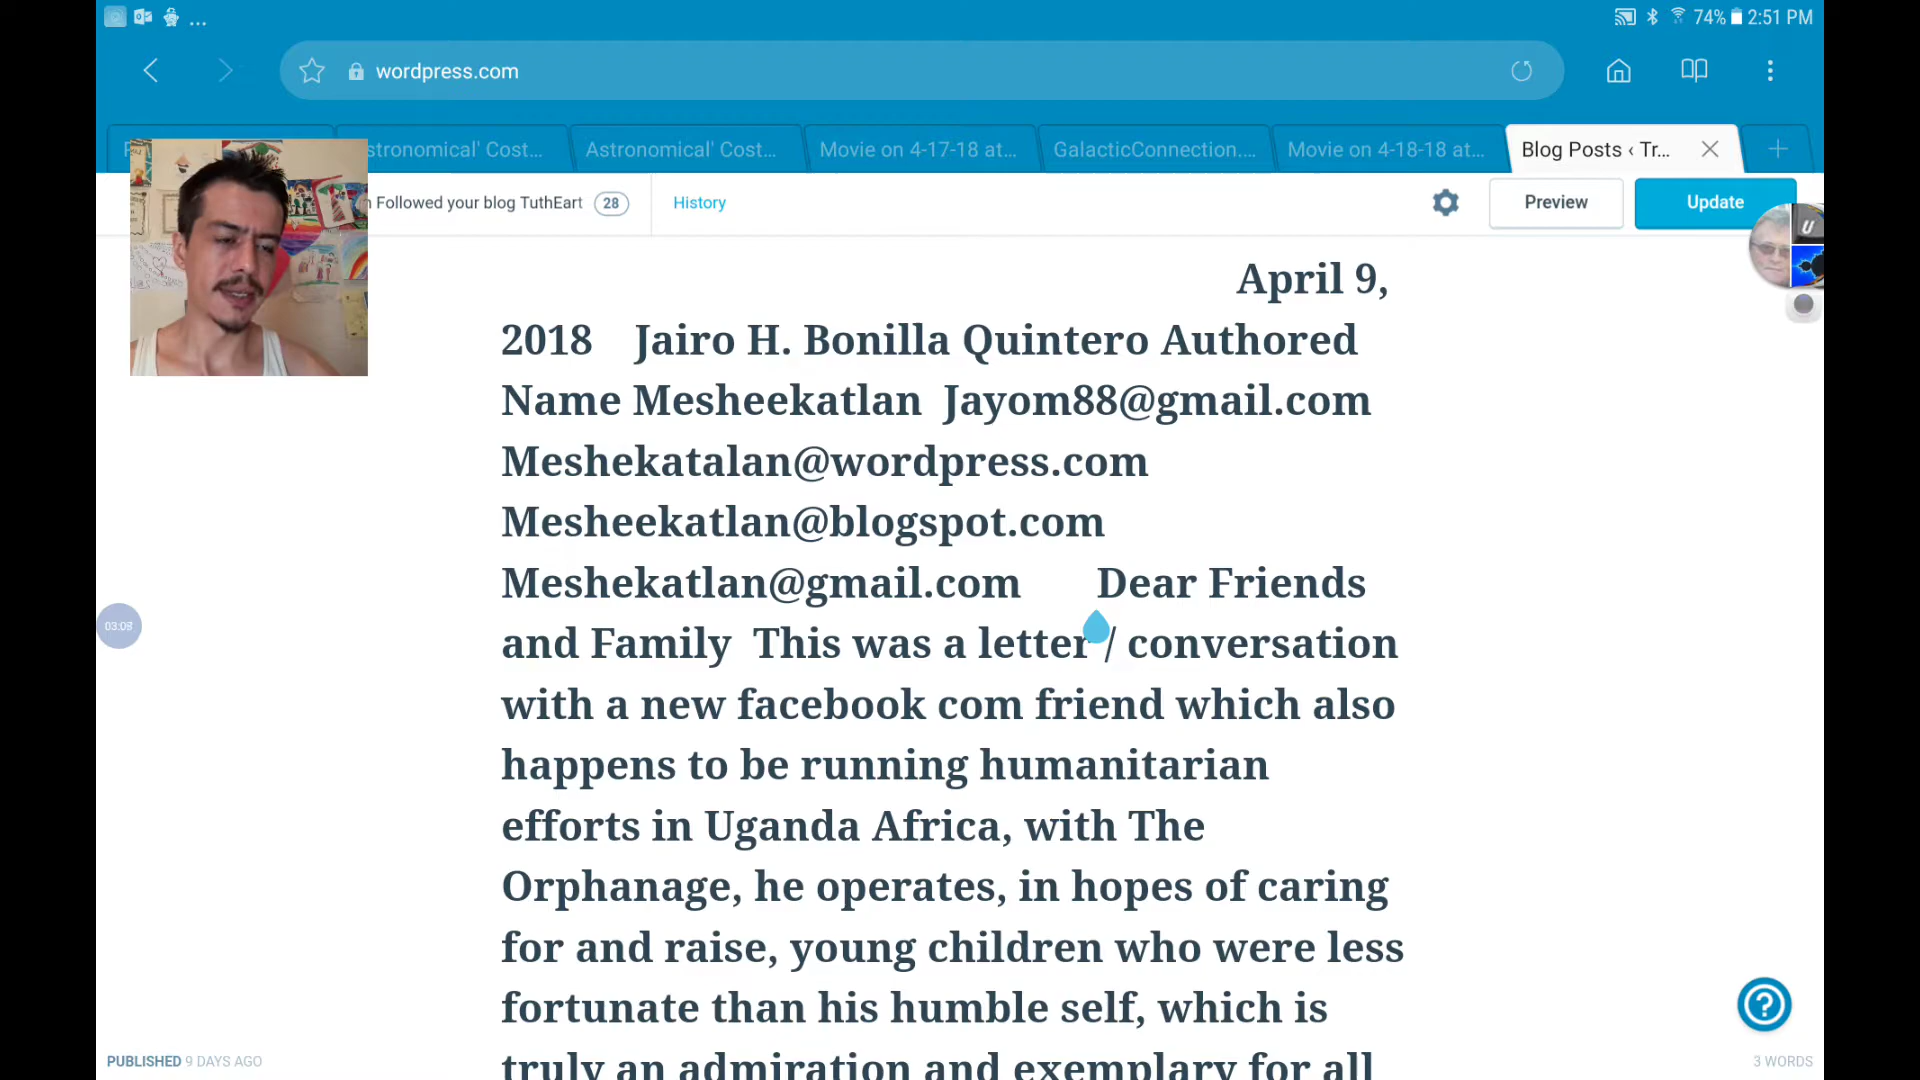 ...
74% 2:51 PM
wordpress.com
stronomical' Cost...
Astronomical' Cost...
Movie on 4-17-18 at...
GalacticConnection....
Movie on 4-18-18 at...
Blog Posts ‹ Tr...
Followed your blog TuthEart 28
History
Preview
Update
April 9,
2018 Jairo H. Bonilla Quintero Authored
Name Mesheekatlan Jayom88@gmail.com
Meshekatalan@wordpress.com
Mesheekatlan@blogspot.com
Meshekatlan@gmail.com Dear Friends
and Family This was a letter / conversation
with a new facebook com friend which also
happens to be running humanitarian
efforts in Uganda Africa, with The
Orphanage, he operates, in hopes of caring
for and raise, young children who were less
fortunate than his humble self, which is
truly an admiration and exemplary for all
PUBLISHED 9 DAYS AGO
3 WORDS